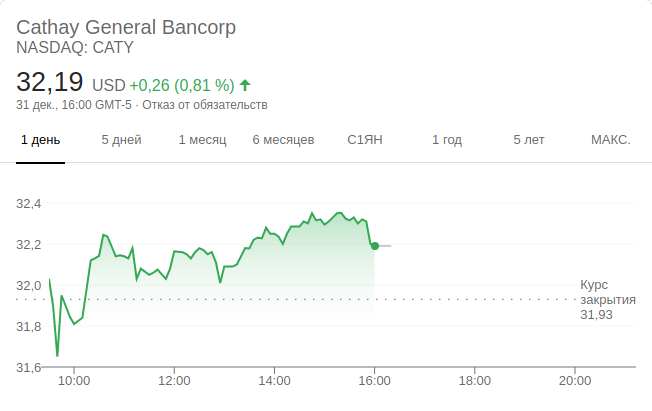 Cathay General Bancorp
NASDAQ: CATY
32,19 USD +0,26 (0,81 %)
31 дек., 16:00 GMT-5 · Отказ от обязательств
1 день 5 дней 1 месяц 6 месяцев С1ЯН 1 год 5 лет МАКС.
32,4
32,2
32,0
31,8
31,6
Курс
закрытия
31,93
10:00 12:00 14:00 16:00 18:00 20:00